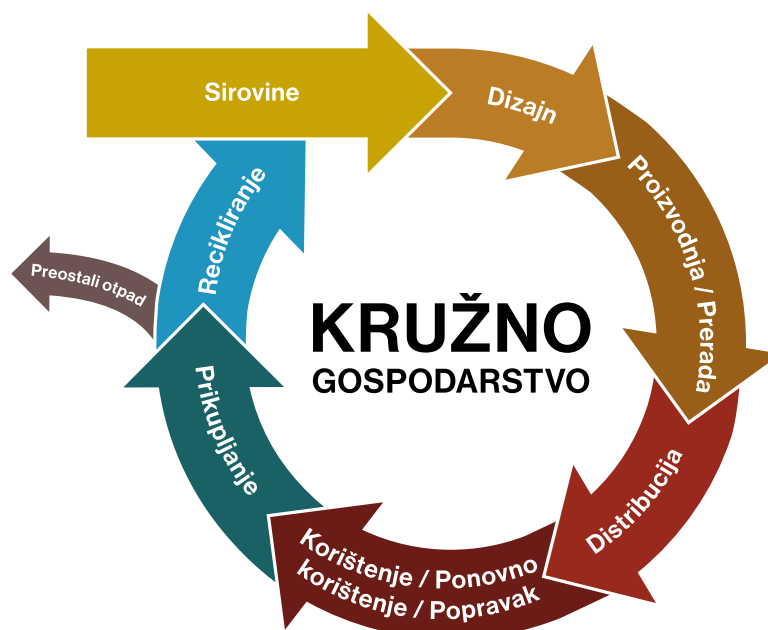 Sirovine
Dizajn
Proizvodnja / Prerada
Distribucija
Korištenje / Ponovno
korištenje / Popravak
Prikupljanje
Recikliranje
Preostali otpad
KRUŽNO
GOSPODARSTVO